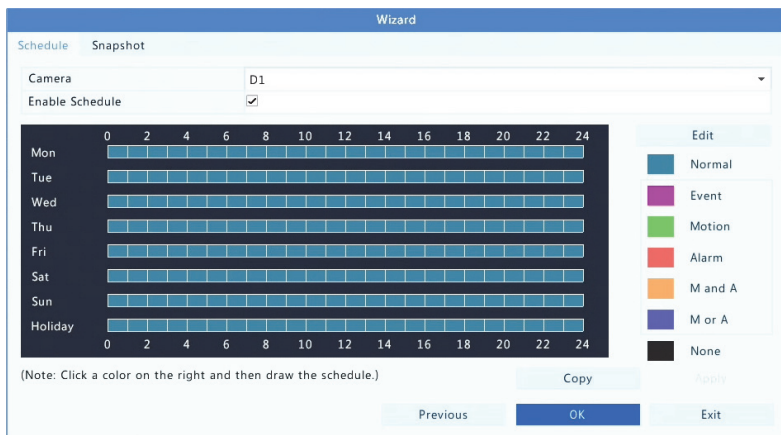 Wizard
Schedule Snapshot
Camera D1
Enable Schedule
0 2 4 6 8 10 12 14 16 18 20 22 24
Mon
Tue
Wed
Thu
Fri
Sat
Sun
Holiday
0 2 4 6 8 10 12 14 16 18 20 22 24
Edit
Normal
Event
Motion
Alarm
M and A
M or A
None
(Note: Click a color on the right and then draw the schedule.)
Copy Apply
Previous OK Exit